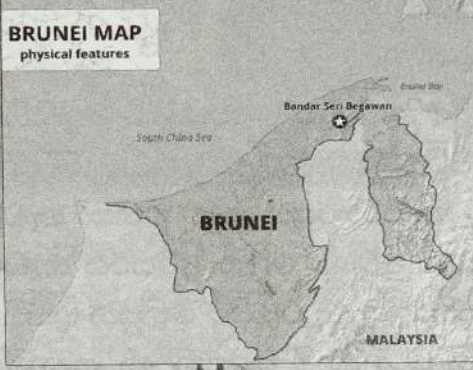 BRUNEI MAP
physical features
Brunei Bay
Bandar Seri Begawan
South China Sea
BRUNEI
MALAYSIA